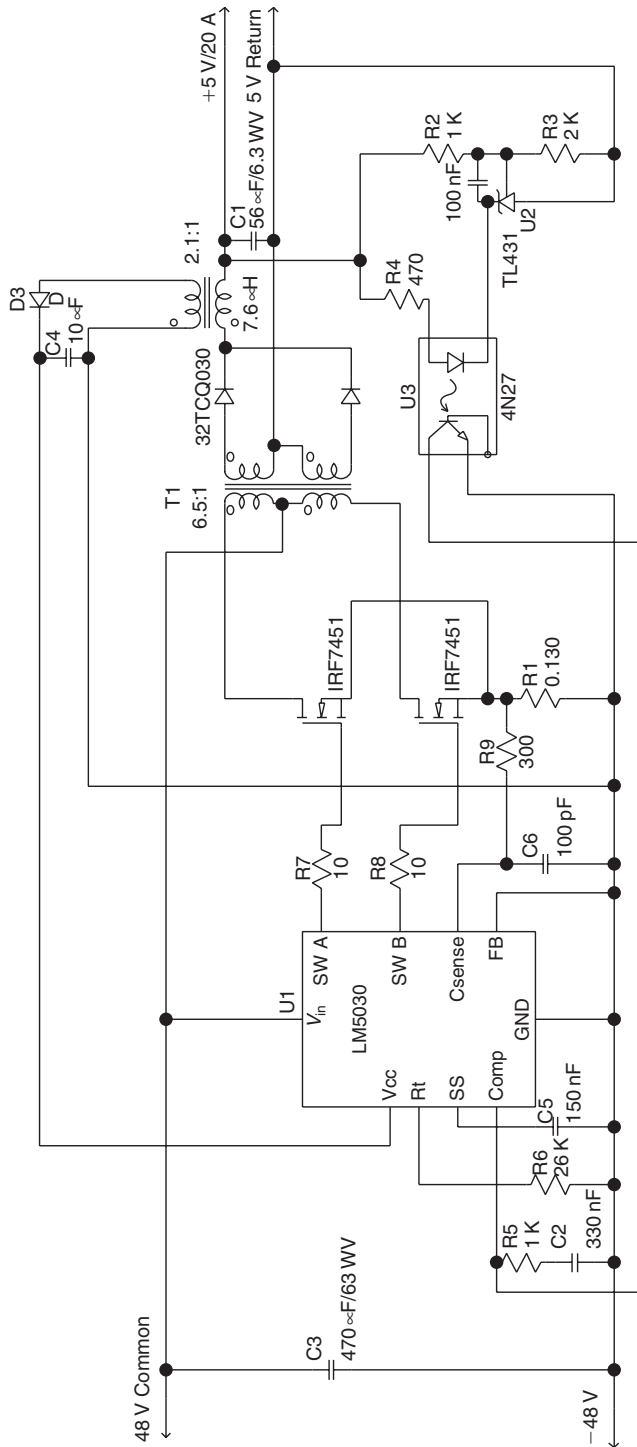 48 V Common
C3
470 ∝F/63 WV
−48 V
R5
1 K
C2
330 nF
R6
26 K
C5
150 nF
U1
V_in
LM5030
Vcc
Rt
SS
Comp
GND
SW A
SW B
Csense
FB
R7
10
R8
10
C6
100 pF
R9
300
R1
0.130
IRF7451
IRF7451
T1
6.5:1
32TCQ030
D3
D
C4
10 ∝F
2.1:1
7.6 ∝H
C1
56 ∝F/6.3 WV
+5 V/20 A
5 V Return
U3
4N27
R4
470
TL431
U2
100 nF
R2
1 K
R3
2 K